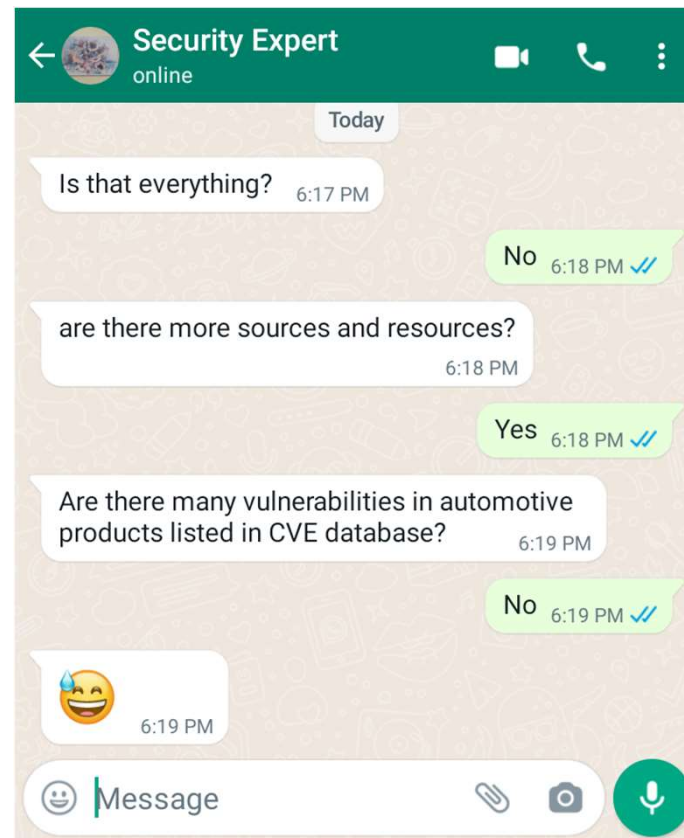 Security Expert
online
Today
Is that everything? 6:17 PM
No 6:18 PM
are there more sources and resources?
6:18 PM
Yes 6:18 PM
Are there many vulnerabilities in automotive
products listed in CVE database? 6:19 PM
No 6:19 PM
6:19 PM
Message